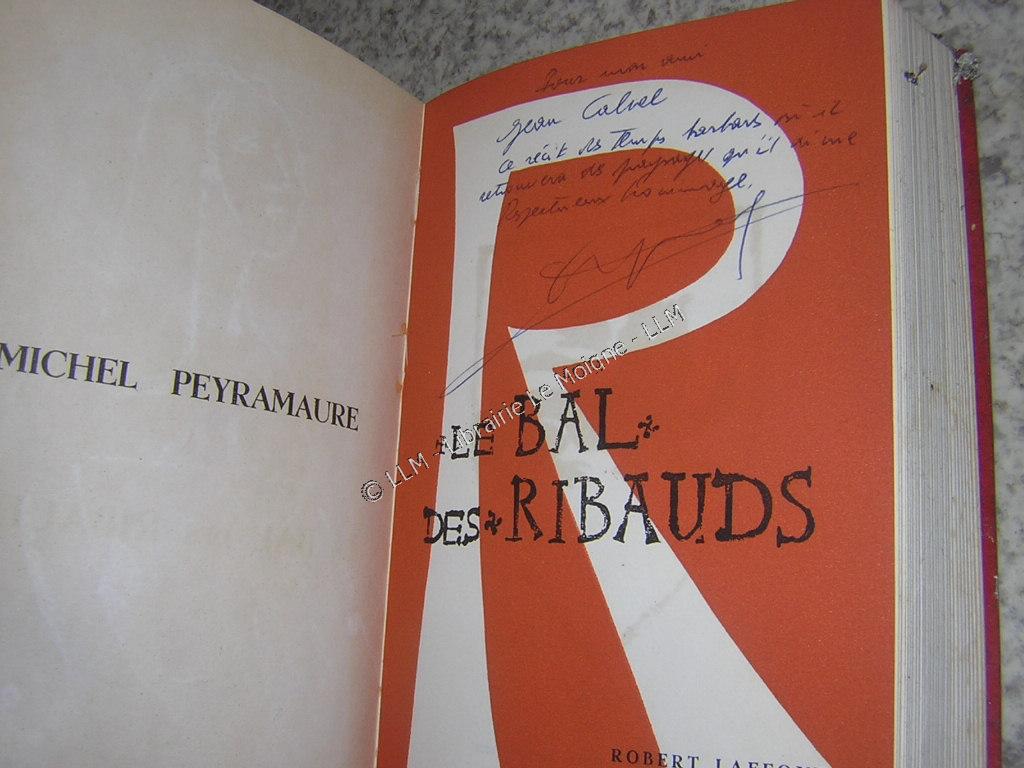 MICHEL PEYRAMAURE
Pour mon ami
Jean Calvel
ce récit des temps barbares où il
retrouvera des paysages qu'il aime
Respectueux hommage.
LE BAL
DES RIBAUDS
ROBERT
© LLM - Librairie Le Moigne - LLM